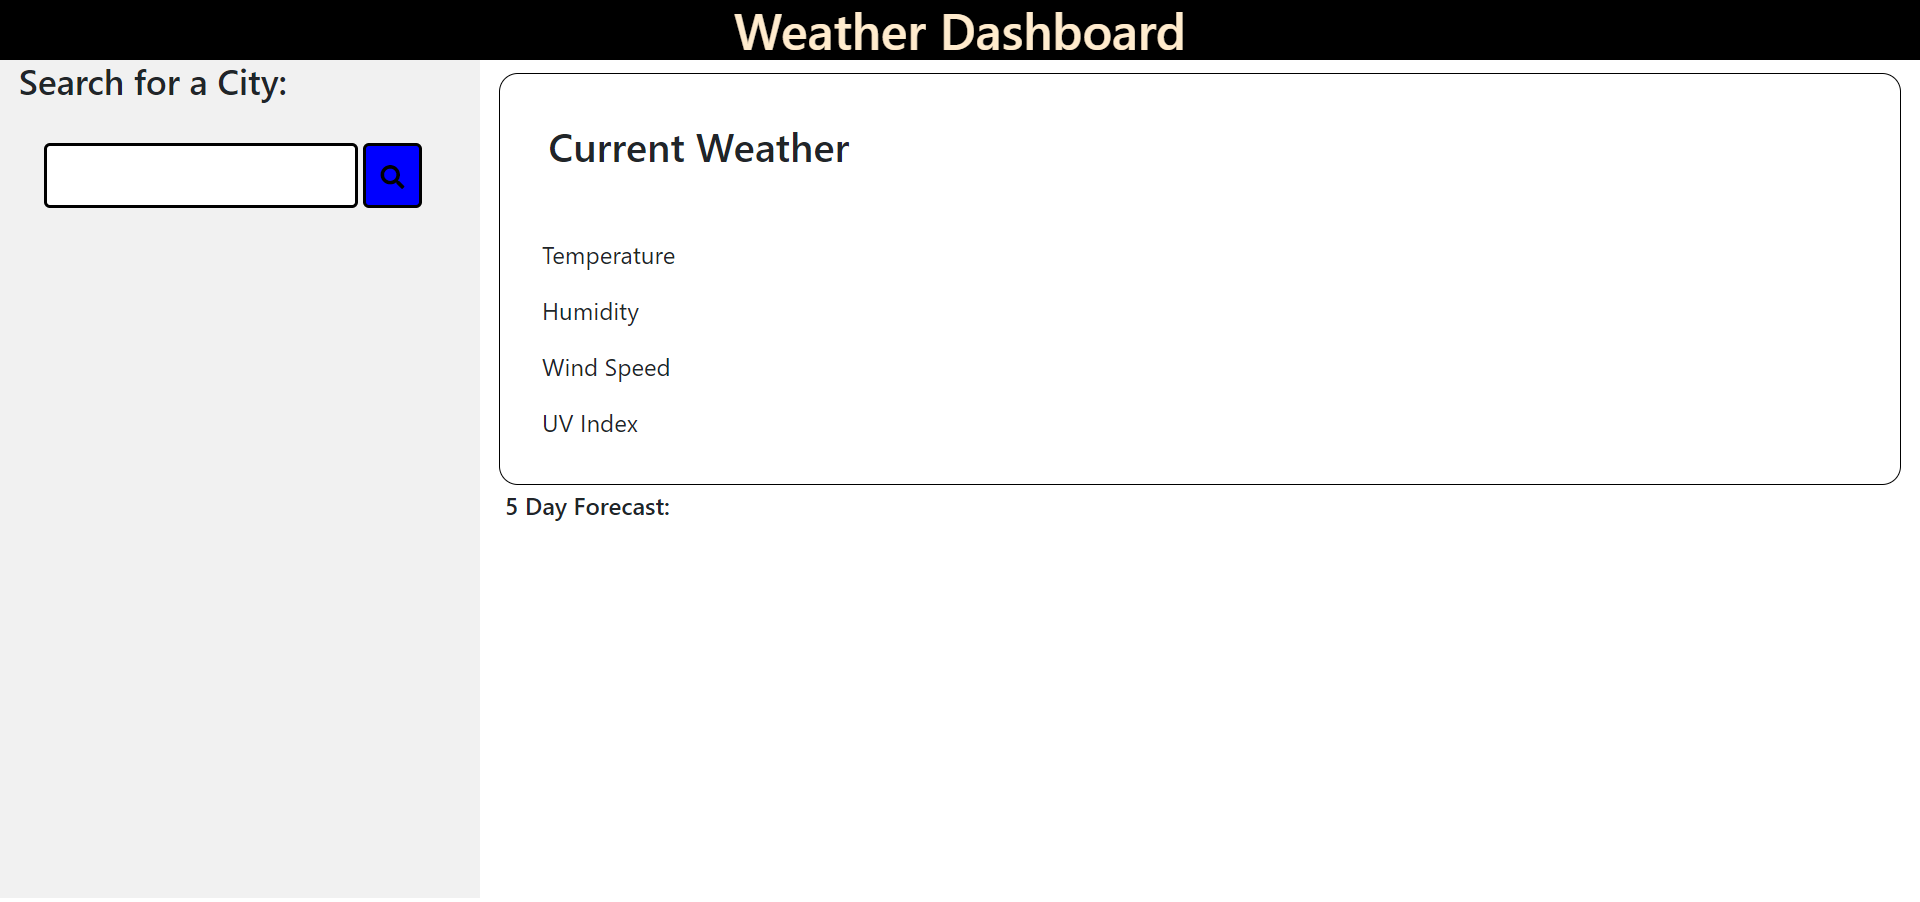 Weather Dashboard
Search for a City:
Current Weather
Temperature
Humidity
Wind Speed
UV Index
5 Day Forecast: